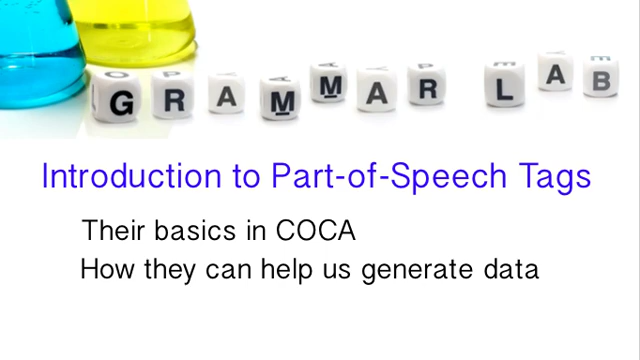 GRAMMAR LAB
Introduction to Part-of-Speech Tags
Their basics in COCA
How they can help us generate data